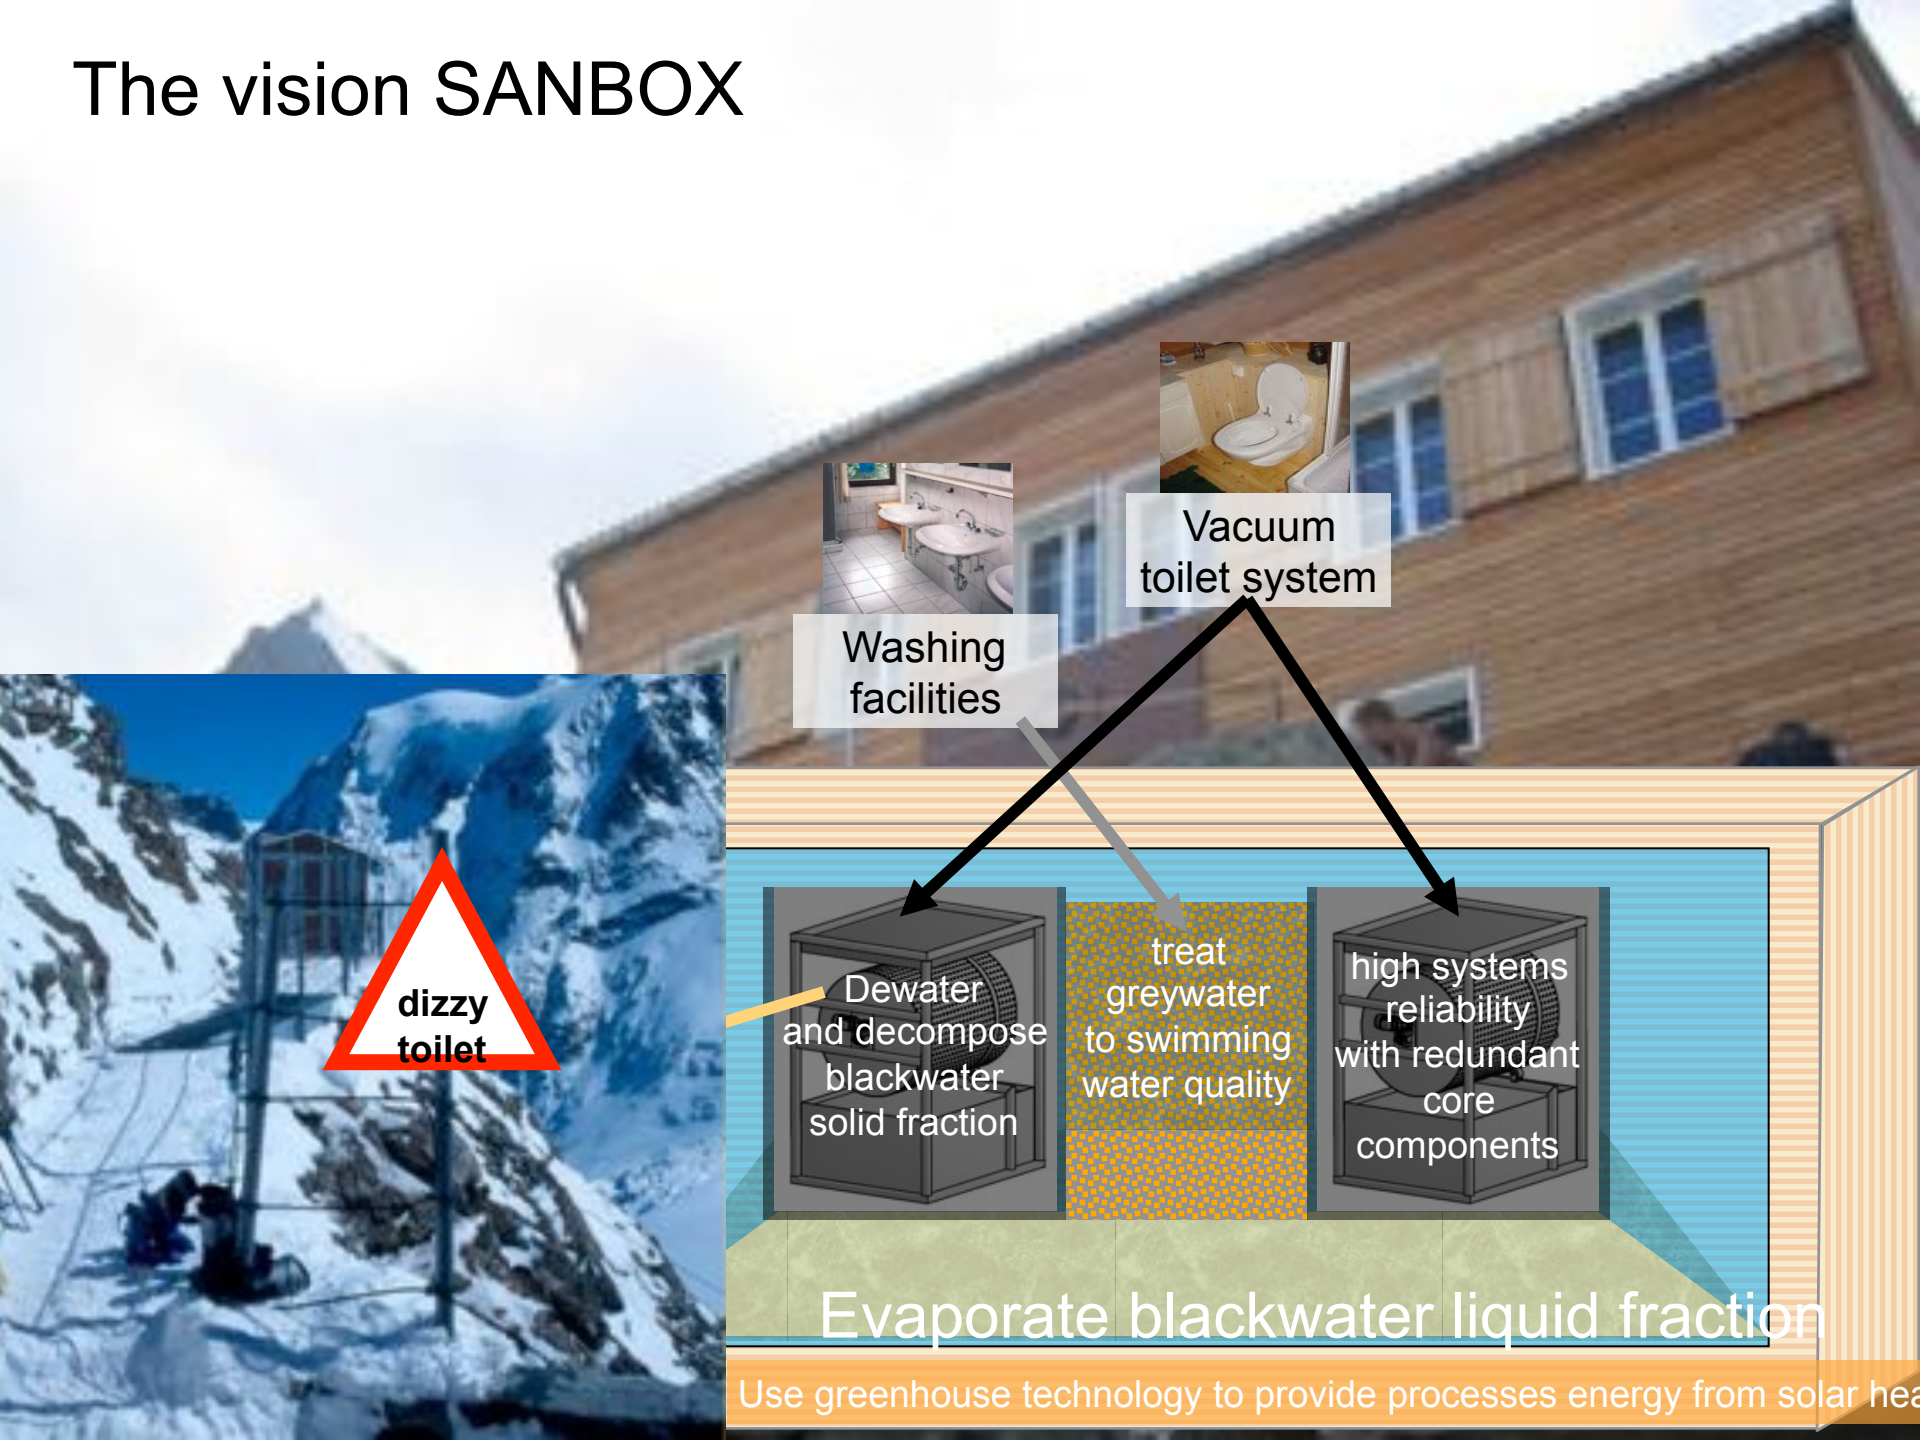 The vision SANBOX
Vacuum
toilet system
Washing
facilities
dizzy
toilet
Dewater
and decompose
blackwater
solid fraction
treat
greywater
to swimming
water quality
high systems
reliability
with redundant
core
components
Evaporate blackwater liquid fraction
Use greenhouse technology to provide processes energy from solar hea